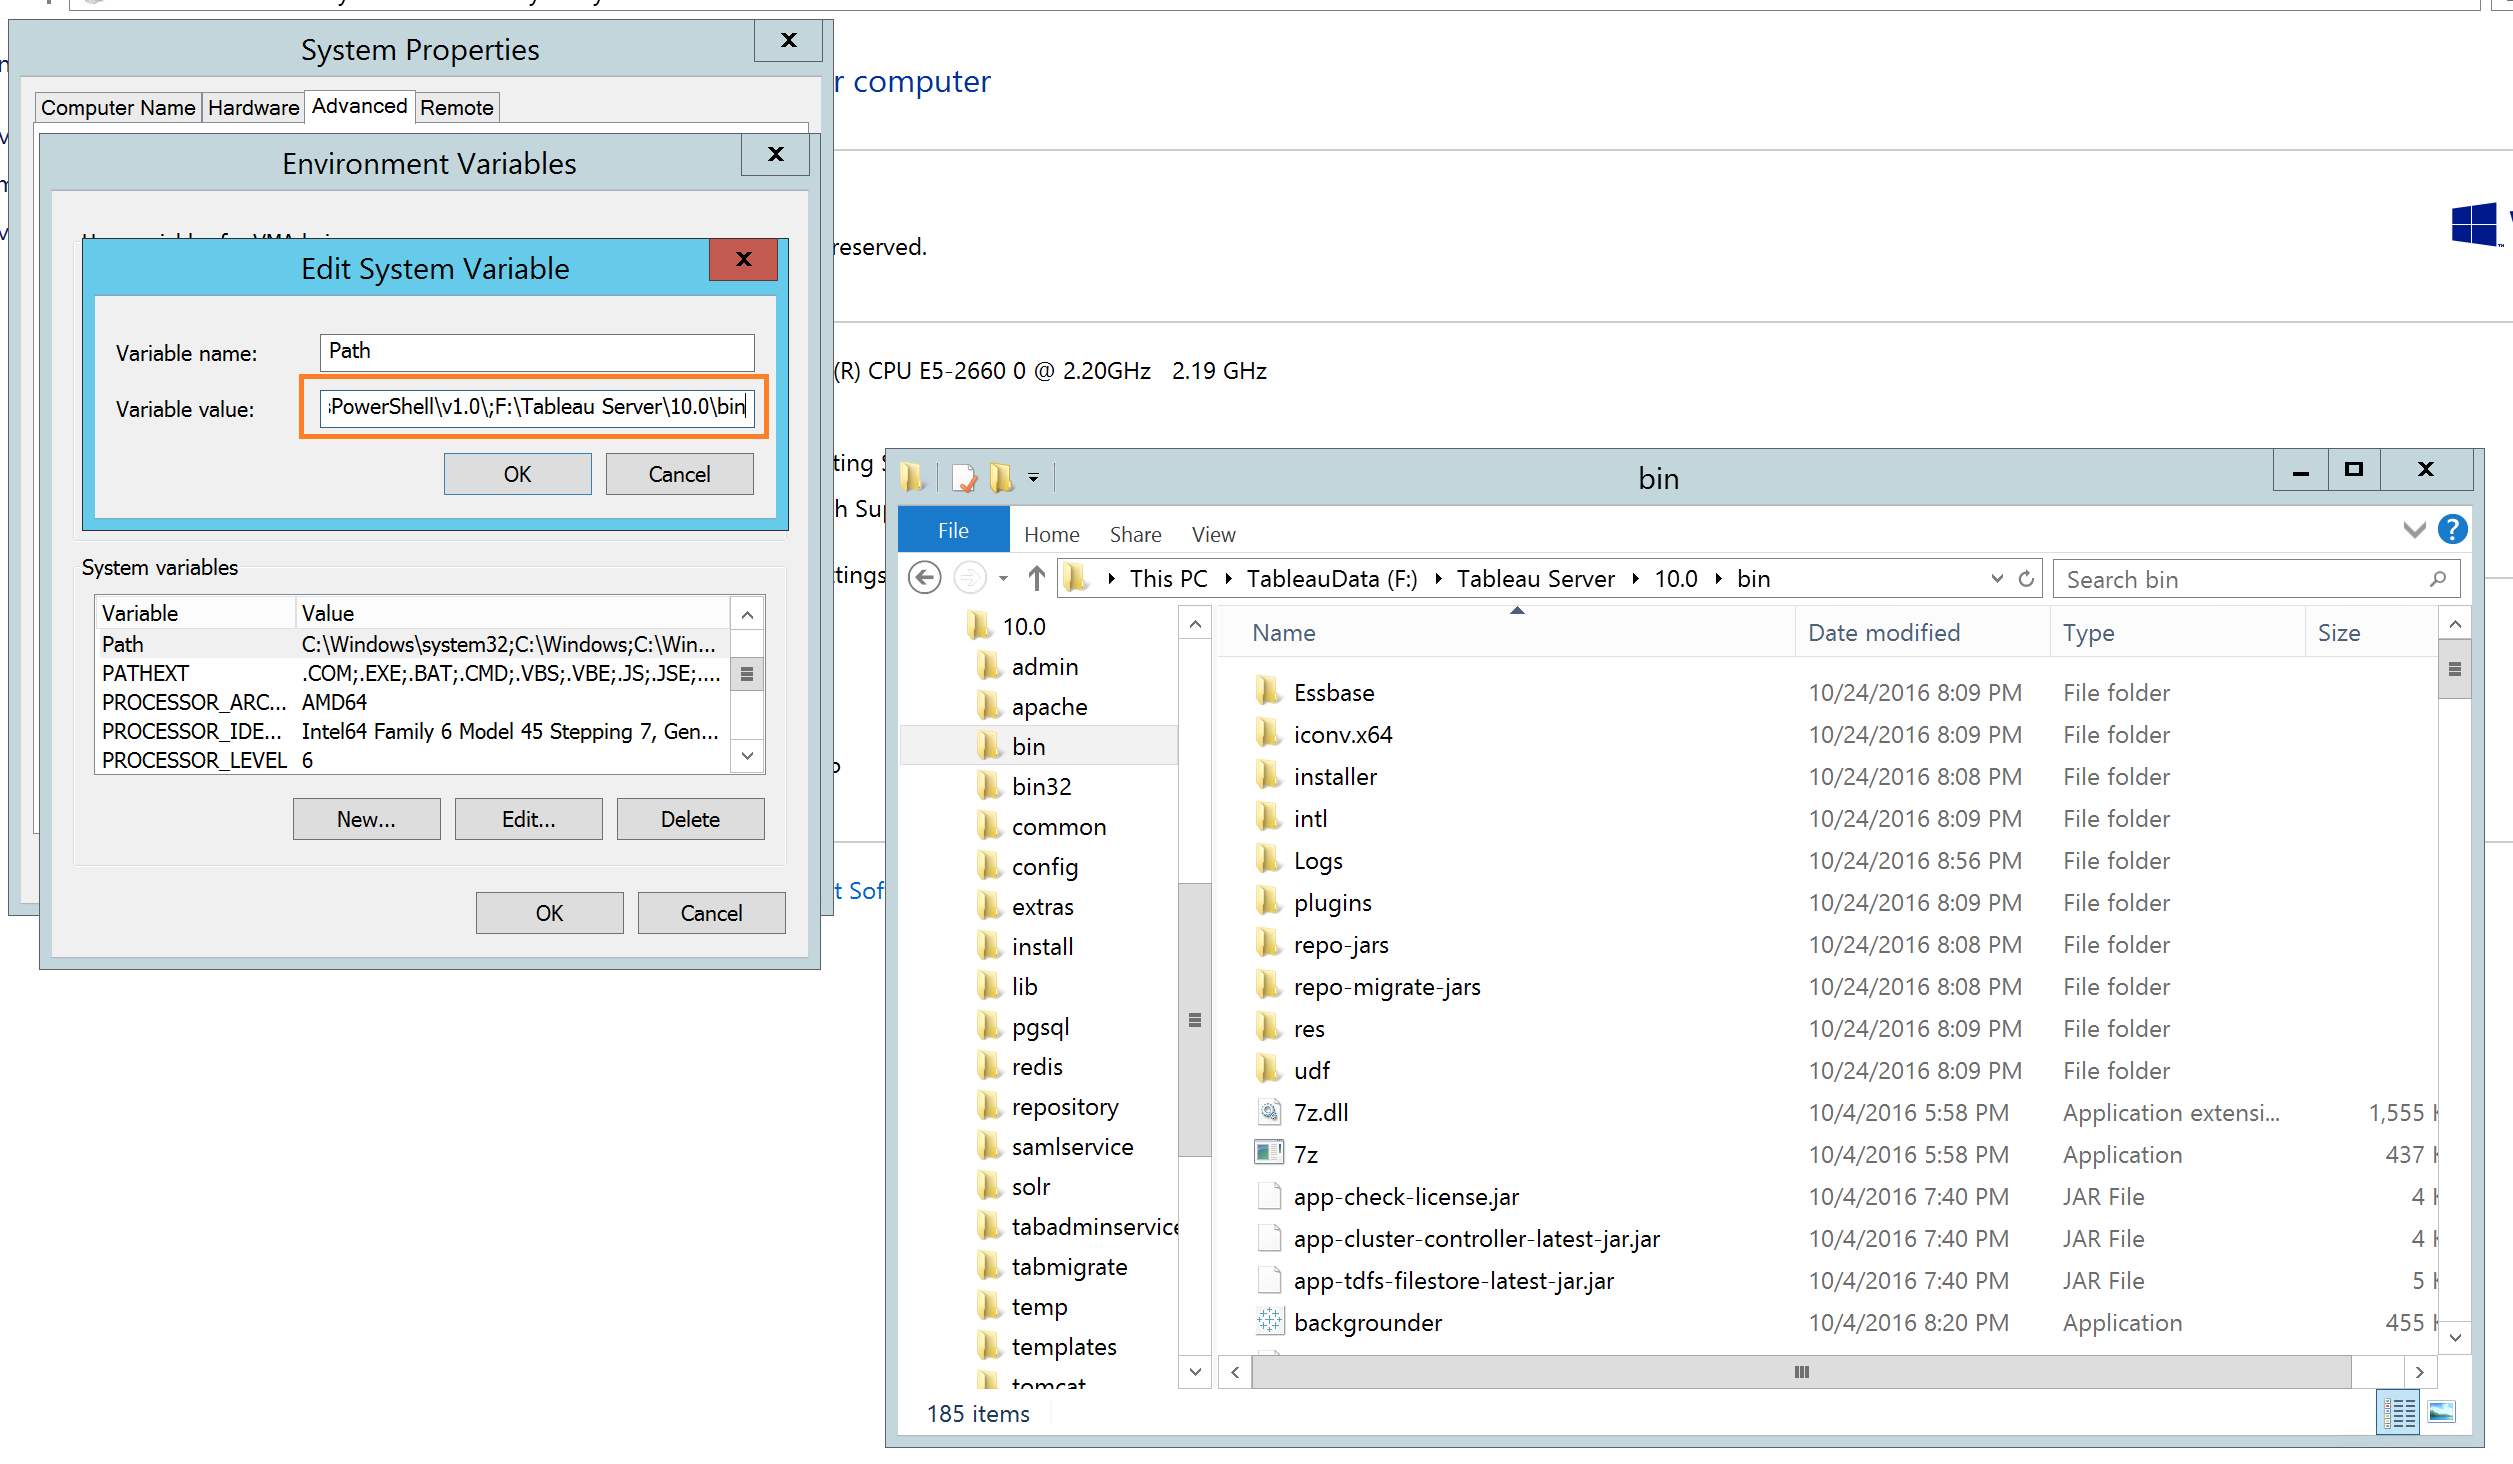 System Properties
x
r computer
Computer Name
Hardware
Advanced
Remote
Environment Variables
x
reserved.
Edit System Variable
x
Variable name:
Path
Variable value:
PowerShell\v1.0\;F:\Tableau Server\10.0\bin
OK
Cancel
(R) CPU E5-2660 0 @ 2.20GHz 2.19 GHz
ting S
h Sup
ttings
t Sof
System variables
Variable Value
Path C:\Windows\system32;C:\Windows;C:\Win...
PATHEXT .COM;.EXE;.BAT;.CMD;.VBS;.VBE;.JS;.JSE;....
PROCESSOR_ARC... AMD64
PROCESSOR_IDE... Intel64 Family 6 Model 45 Stepping 7, Gen...
PROCESSOR_LEVEL 6
New...
Edit...
Delete
OK
Cancel
bin
x
File
Home
Share
View
?
This PC
TableauData (F:)
Tableau Server
10.0
bin
Search bin
10.0
admin
apache
bin
bin32
common
config
extras
install
lib
pgsql
redis
repository
samlservice
solr
tabadminservice
tabmigrate
temp
templates
tomcat
Name Date modified Type Size
Essbase 10/24/2016 8:09 PM File folder
iconv.x64 10/24/2016 8:09 PM File folder
installer 10/24/2016 8:08 PM File folder
intl 10/24/2016 8:09 PM File folder
Logs 10/24/2016 8:56 PM File folder
plugins 10/24/2016 8:09 PM File folder
repo-jars 10/24/2016 8:08 PM File folder
repo-migrate-jars 10/24/2016 8:08 PM File folder
res 10/24/2016 8:09 PM File folder
udf 10/24/2016 8:09 PM File folder
7z.dll 10/4/2016 5:58 PM Application extensi... 1,555
7z 10/4/2016 5:58 PM Application 437
app-check-license.jar 10/4/2016 7:40 PM JAR File 4
app-cluster-controller-latest-jar.jar 10/4/2016 7:40 PM JAR File 4
app-tdfs-filestore-latest-jar.jar 10/4/2016 7:40 PM JAR File 5
backgrounder 10/4/2016 8:20 PM Application 455
185 items